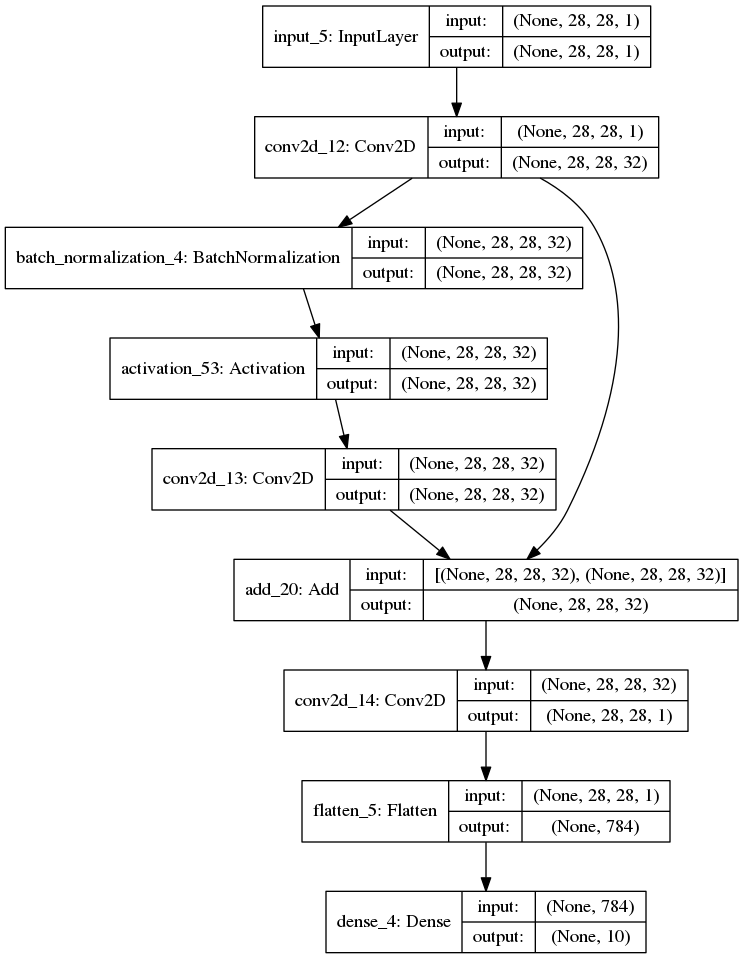 input_5: InputLayer
input:
(None, 28, 28, 1)
output:
(None, 28, 28, 1)
conv2d_12: Conv2D
input:
(None, 28, 28, 1)
output:
(None, 28, 28, 32)
batch_normalization_4: BatchNormalization
input:
(None, 28, 28, 32)
output:
(None, 28, 28, 32)
activation_53: Activation
input:
(None, 28, 28, 32)
output:
(None, 28, 28, 32)
conv2d_13: Conv2D
input:
(None, 28, 28, 32)
output:
(None, 28, 28, 32)
add_20: Add
input:
[(None, 28, 28, 32), (None, 28, 28, 32)]
output:
(None, 28, 28, 32)
conv2d_14: Conv2D
input:
(None, 28, 28, 32)
output:
(None, 28, 28, 1)
flatten_5: Flatten
input:
(None, 28, 28, 1)
output:
(None, 784)
dense_4: Dense
input:
(None, 784)
output:
(None, 10)